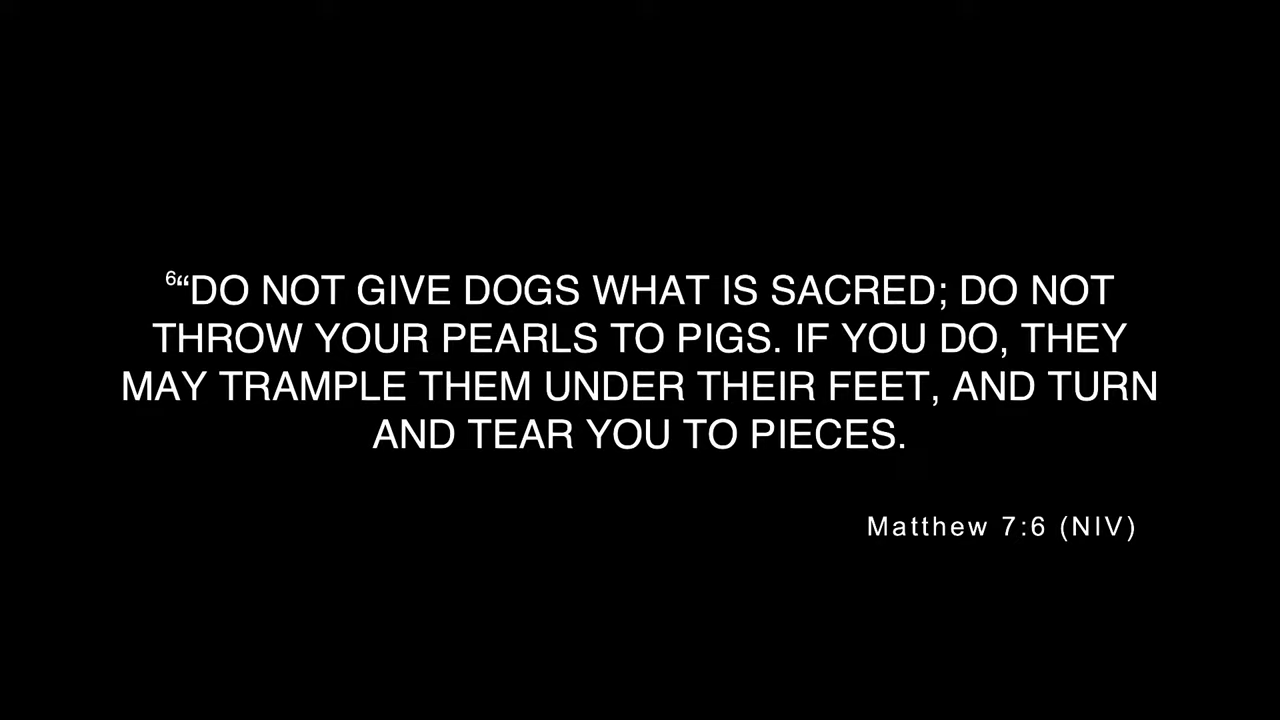 ⁶“DO NOT GIVE DOGS WHAT IS SACRED; DO NOT
THROW YOUR PEARLS TO PIGS. IF YOU DO, THEY
MAY TRAMPLE THEM UNDER THEIR FEET, AND TURN
AND TEAR YOU TO PIECES.
Matthew 7:6 (NIV)